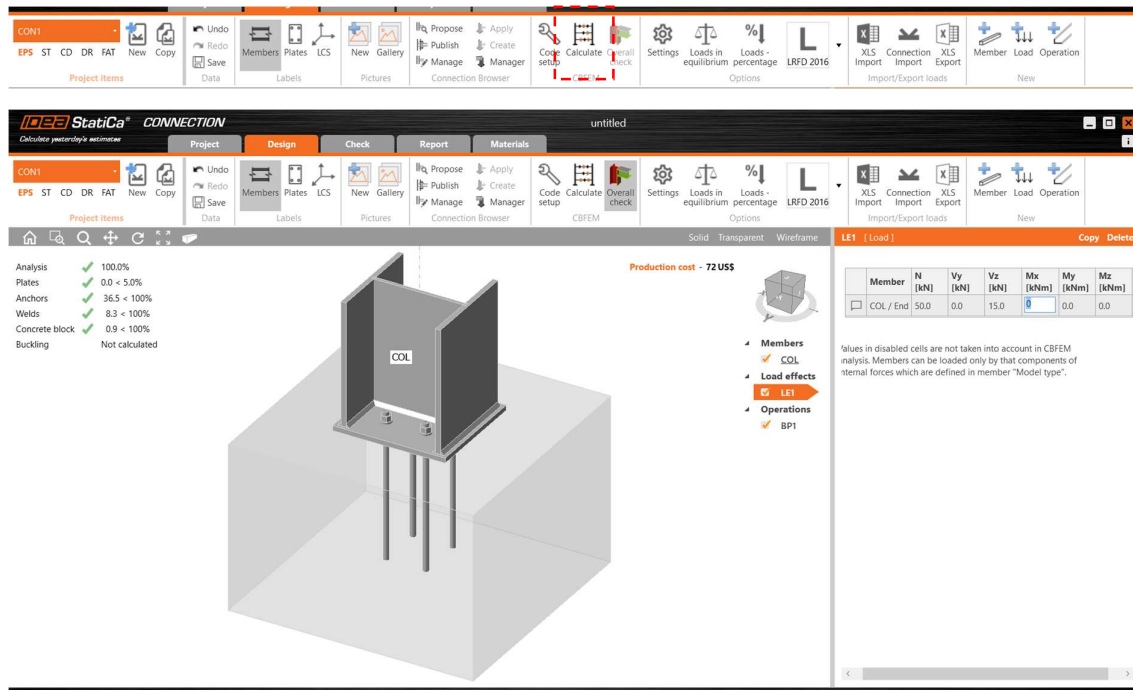 CON1
EPS ST CD DR FAT New Copy
Project items
Undo
Redo
Save
Data
Members Plates LCS
Labels
New Gallery
Pictures
Propose Apply
Publish Create
Manage Manager
Connection Browser
Code setup Calculate Overall check
CBFEM
Settings Loads in equilibrium Loads - percentage LRFD 2016
Options
XLS Import Connection Import XLS Export
Import/Export loads
Member Load Operation
New
IDEA StatiCa® CONNECTION
Calculate yesterday's estimates
untitled
Project Design Check Report Materials
CON1
EPS ST CD DR FAT New Copy
Project items
Undo
Redo
Save
Data
Members Plates LCS
Labels
New Gallery
Pictures
Propose Apply
Publish Create
Manage Manager
Connection Browser
Code setup Calculate Overall check
CBFEM
Settings Loads in equilibrium Loads - percentage LRFD 2016
Options
XLS Import Connection Import XLS Export
Import/Export loads
Member Load Operation
New
Solid Transparent Wireframe
LE1 [Load] Copy Delete
Analysis 100.0%
Plates 0.0 < 5.0%
Anchors 36.5 < 100%
Welds 8.3 < 100%
Concrete block 0.9 < 100%
Buckling Not calculated
Production cost - 72 US$
COL
Members
COL
Load effects
LE1
Operations
BP1
Member N [kN] Vy [kN] Vz [kN] Mx [kNm] My [kNm] Mz [kNm]
COL / End 50.0 0.0 15.0 0 0.0 0.0
Values in disabled cells are not taken into account in CBFEM
analysis. Members can be loaded only by that components of
internal forces which are defined in member "Model type".